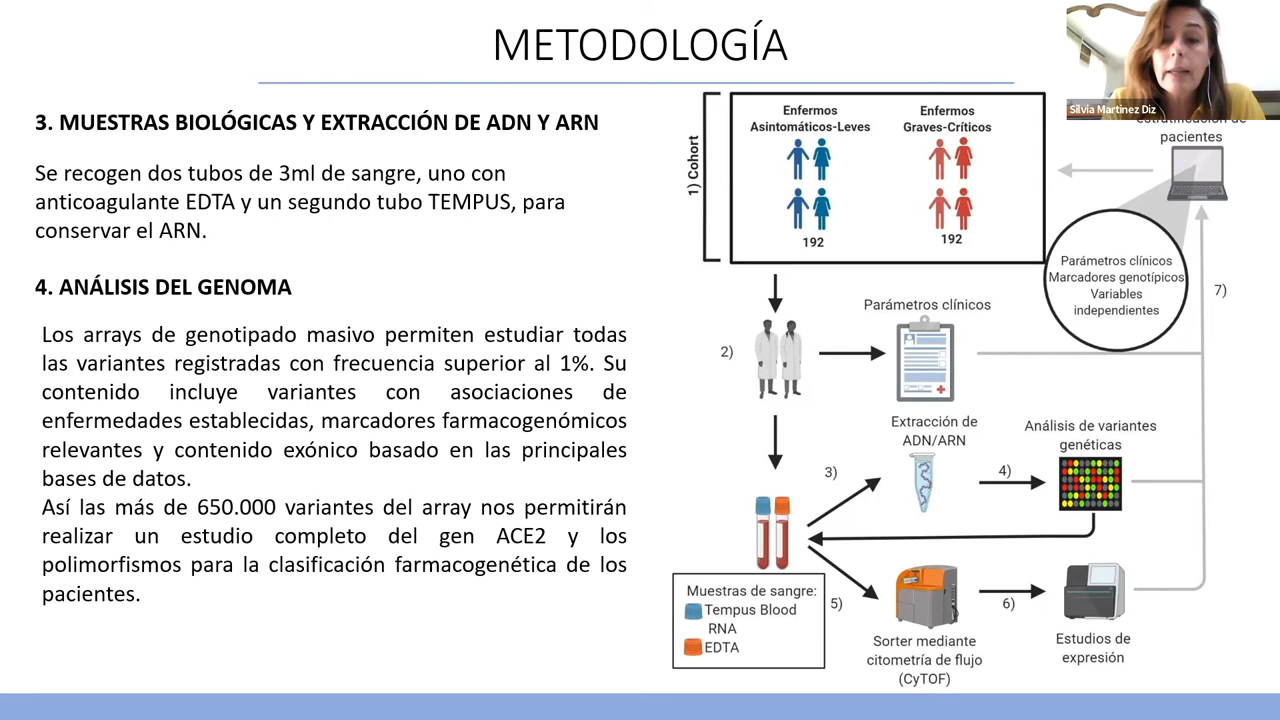 METODOLOGÍA
Silvia Martinez Diz
3. MUESTRAS BIOLÓGICAS Y EXTRACCIÓN DE ADN Y ARN
Se recogen dos tubos de 3ml de sangre, uno con
anticoagulante EDTA y un segundo tubo TEMPUS, para
conservar el ARN.
4. ANÁLISIS DEL GENOMA
Los arrays de genotipado masivo permiten estudiar todas
las variantes registradas con frecuencia superior al 1%. Su
contenido incluye variantes con asociaciones de
enfermedades establecidas, marcadores farmacogenómicos
relevantes y contenido exónico basado en las principales
bases de datos.
Así las más de 650.000 variantes del array nos permitirán
realizar un estudio completo del gen ACE2 y los
polimorfismos para la clasificación farmacogenética de los
pacientes.
1) Cohort
Enfermos
Asintomáticos-Leves
192
Enfermos
Graves-Críticos
192
estratificación de
pacientes
Parámetros clínicos
Marcadores genotípicos
Variables
independientes
7)
2)
Parámetros clínicos
Extracción de
ADN/ARN
3)
4)
Análisis de variantes
genéticas
Muestras de sangre:
Tempus Blood
RNA
EDTA
5)
6)
Sorter mediante
citometría de flujo
(CyTOF)
Estudios de
expresión